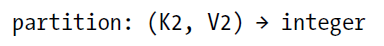 partition: (K2, V2) → integer